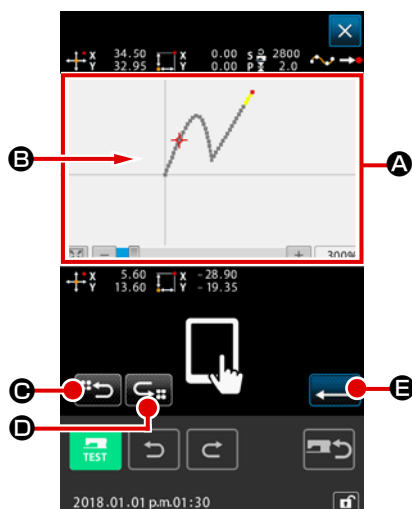 X 34.50 X 0.00 S 2800
Y 32.95 Y 0.00 P 2.0
B
A
300%
X 5.60 X -28.90
Y 13.60 Y -19.35
C
E
D
TEST
2018.01.01 p.m.01:30